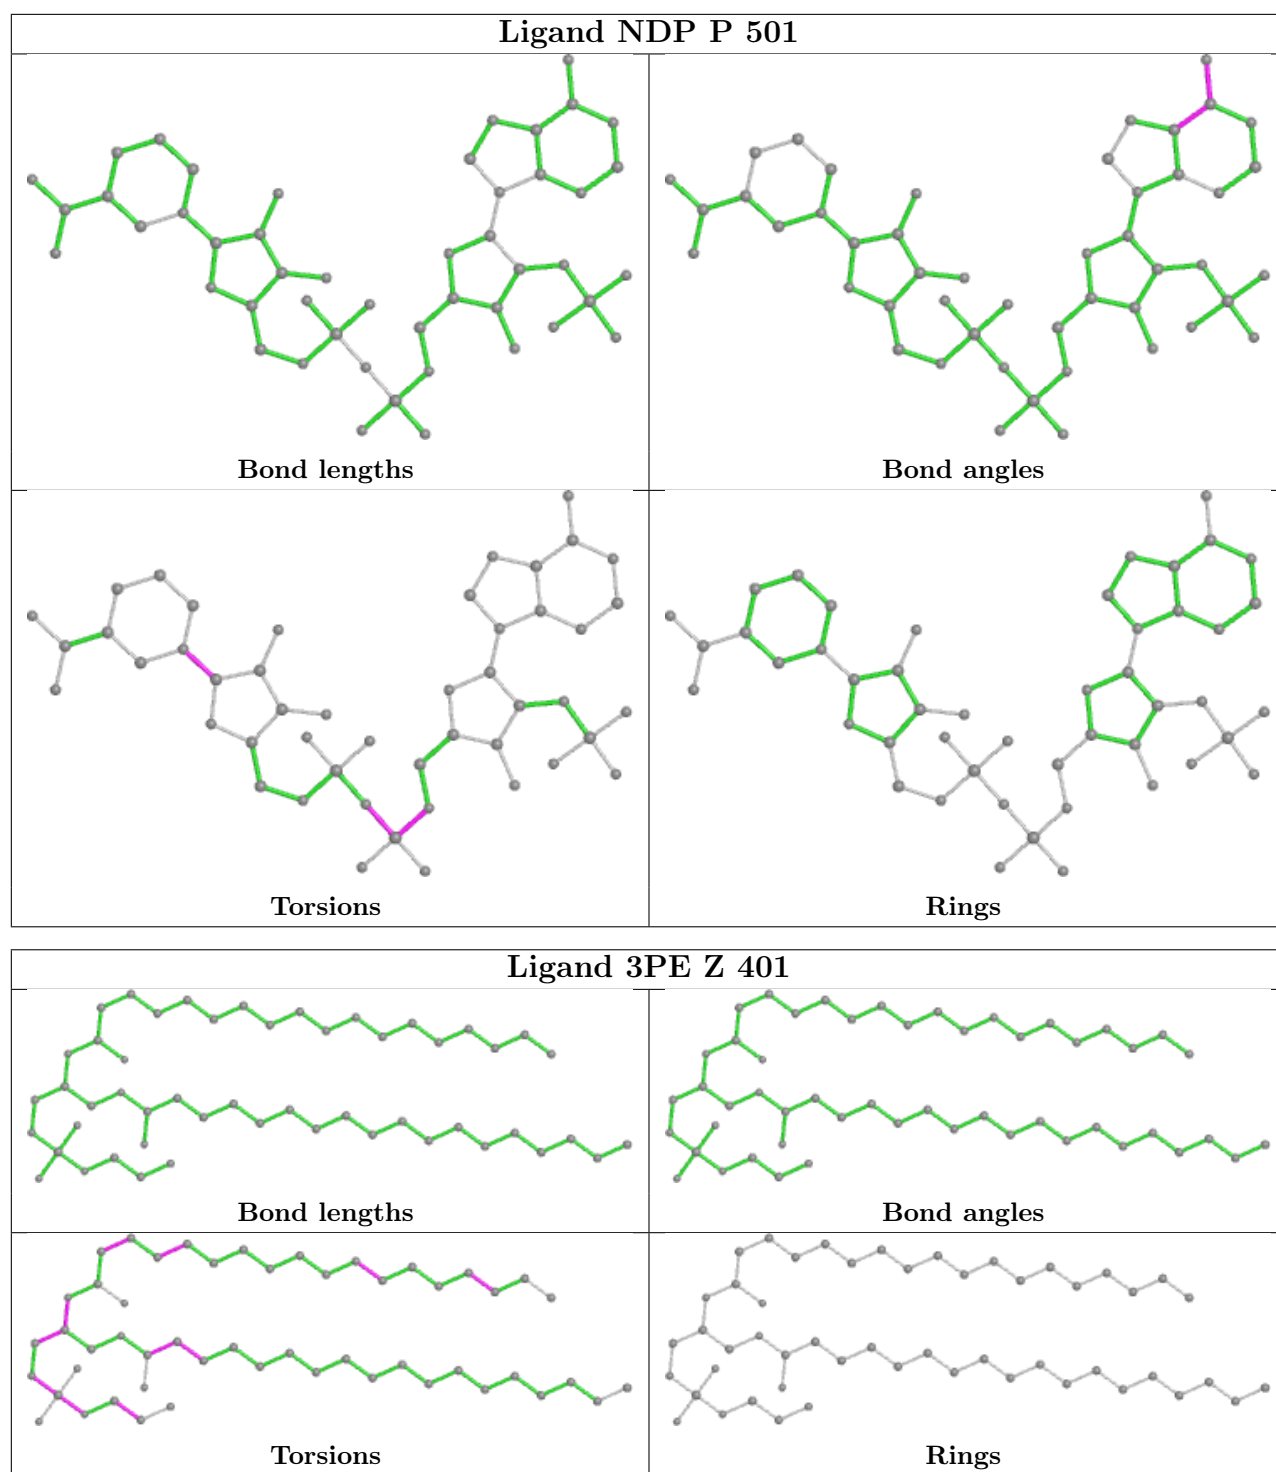 Ligand NDP P 501
Bond lengths
Bond angles
Torsions
Rings
Ligand 3PE Z 401
Bond lengths
Bond angles
Torsions
Rings